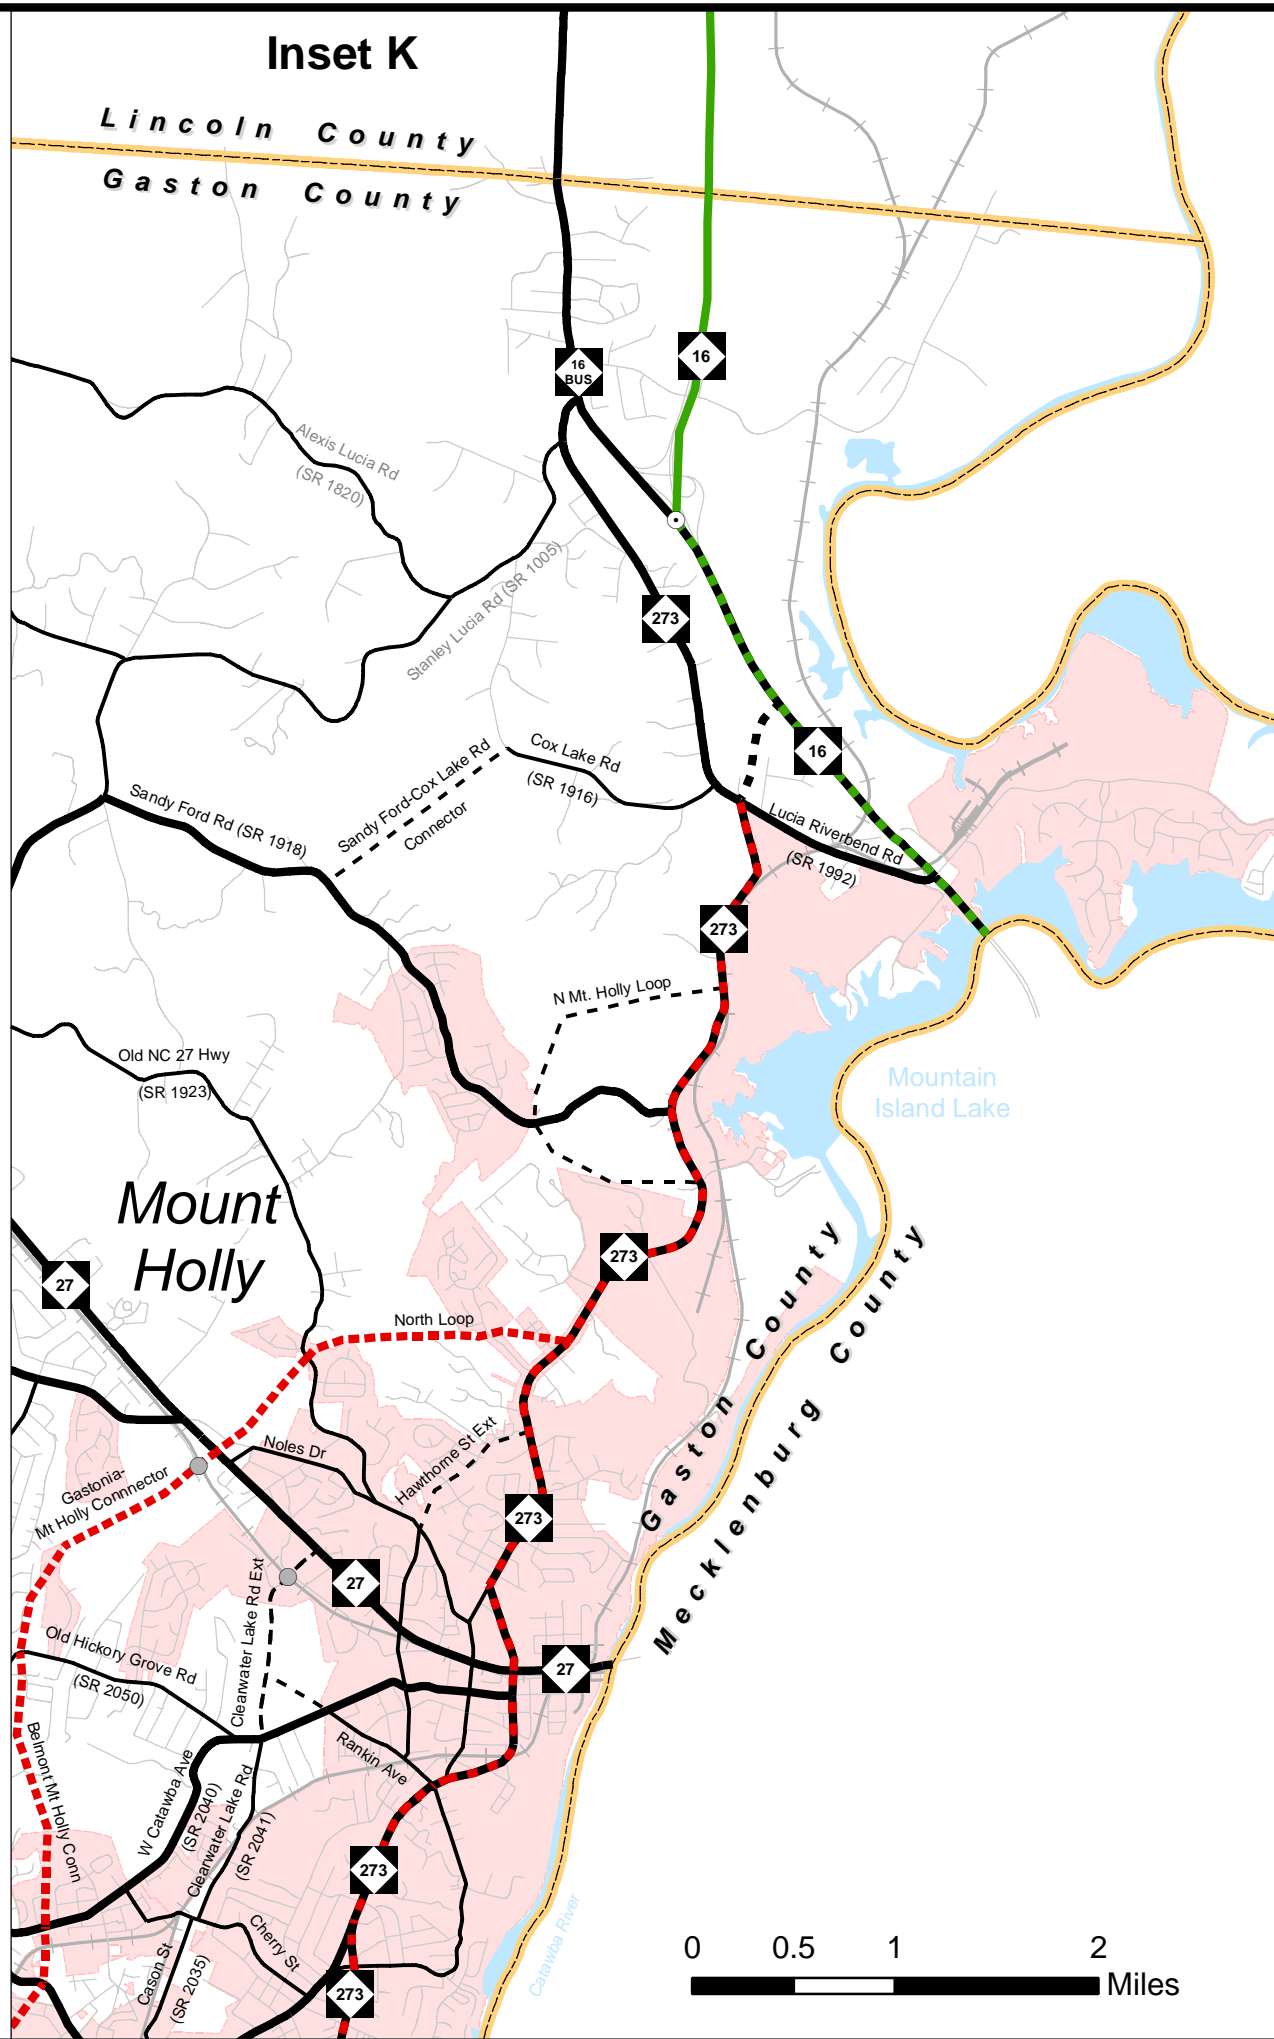 Inset K
Lincoln County
Gaston County
16
BUS
16
Alexis Lucia Rd
(SR 1820)
Stanley Lucia Rd (SR 1005)
273
16
Cox Lake Rd
(SR 1916)
Sandy Ford-Cox Lake Rd
Connector
Sandy Ford Rd (SR 1918)
Lucia Riverbend Rd
(SR 1992)
273
N Mt. Holly Loop
Old NC 27 Hwy
(SR 1923)
Mountain
Island Lake
Mount
Holly
27
273
North Loop
Gaston County
Mecklenburg County
Noles Dr
Hawthorne St Ext
Gastonia-
Mt Holly Connnector
273
27
Clearwater Lake Rd Ext
Old Hickory Grove Rd
(SR 2050)
27
Rankin Ave
Belmont Mt Holly Conn
W Catawba Ave
(SR 2040)
Clearwater Lake Rd
(SR 2041)
273
Cherry St
Cason St
(SR 2035)
273
Catawba River
0 0.5 1 2
Miles